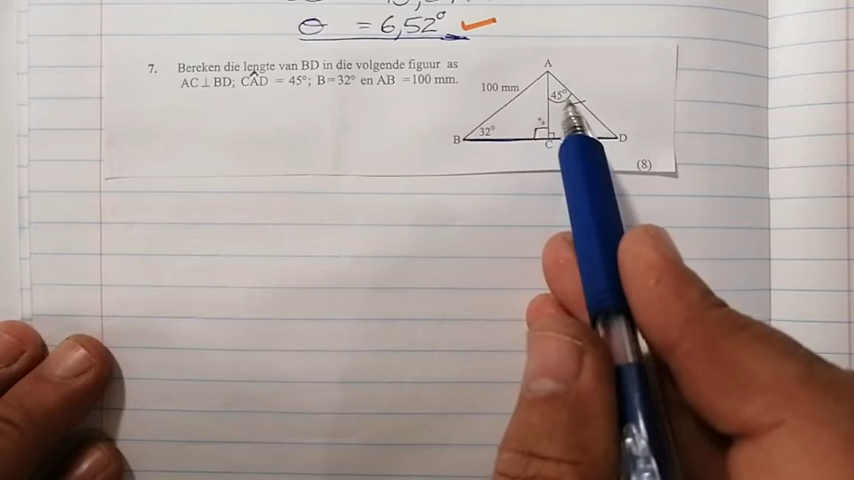 θ = 6,52°
7. Bereken die lengte van BD in die volgende figuur as
AC ⊥ BD; CÂD = 45°; B = 32° en AB = 100 mm.
A
100 mm
45°
32°
B
C
D
(8)